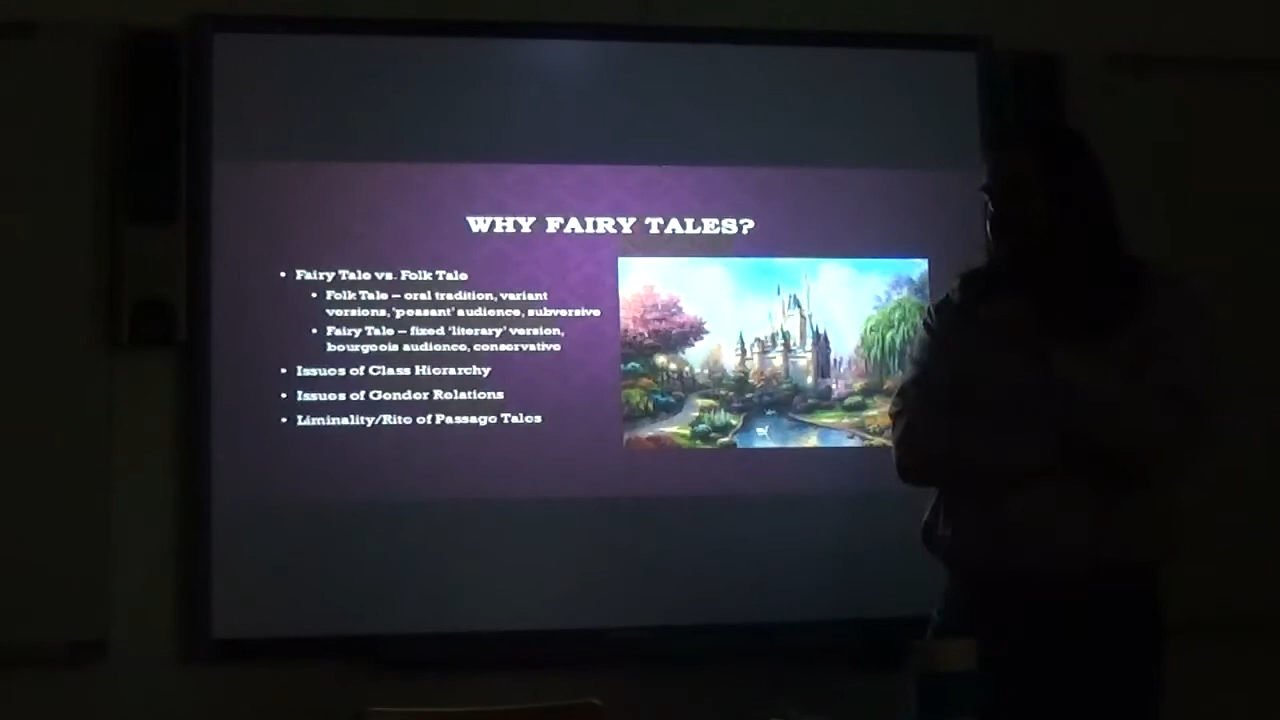 WHY FAIRY TALES?
• Fairy Tale vs. Folk Tale
• Folk Tale – oral tradition, variant
versions, 'peasant' audience, subversive
• Fairy Tale – fixed 'literary' version,
bourgeois audience, conservative
• Issues of Class Hierarchy
• Issues of Gender Relations
• Liminality/Rite of Passage Tales